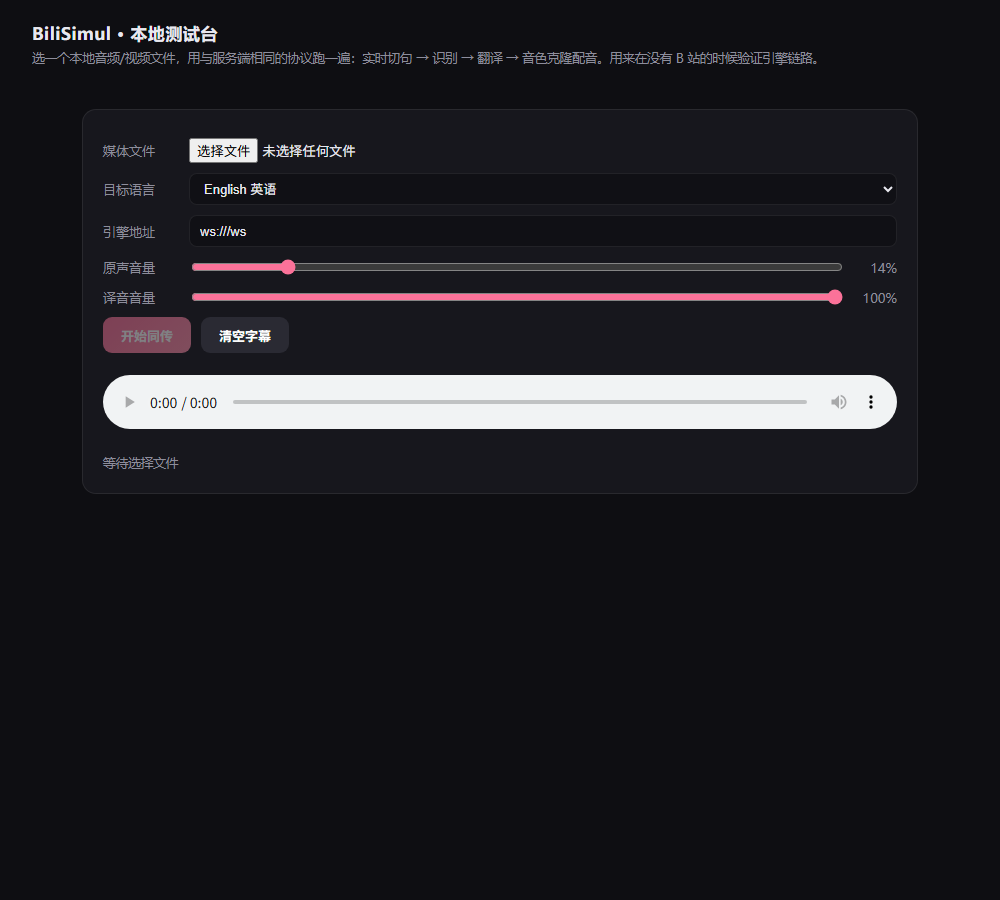 BiliSimul • 本地测试台
选一个本地音频/视频文件，用与服务端相同的协议跑一遍：实时切句 → 识别 → 翻译 → 音色克隆配音。用来在没有 B 站的时候验证引擎链路。
媒体文件 选择文件 未选择任何文件
目标语言 English 英语
引擎地址 ws:///ws
原声音量 14%
译音音量 100%
开始同传 清空字幕
0:00 / 0:00
等待选择文件